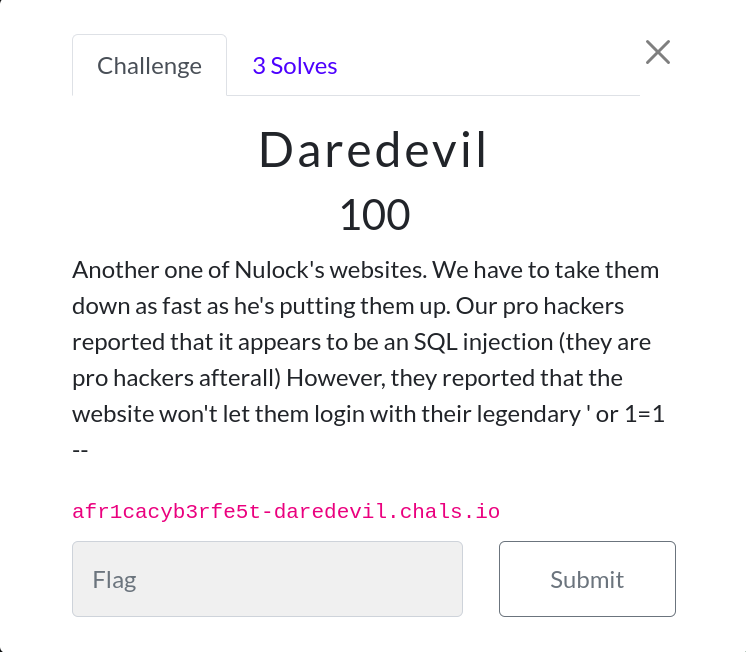 Challenge
3 Solves
Daredevil
100
Another one of Nulock's websites. We have to take them
down as fast as he's putting them up. Our pro hackers
reported that it appears to be an SQL injection (they are
pro hackers afterall) However, they reported that the
website won't let them login with their legendary ' or 1=1
--
afr1cacyb3rfe5t-daredevil.chals.io
Flag
Submit